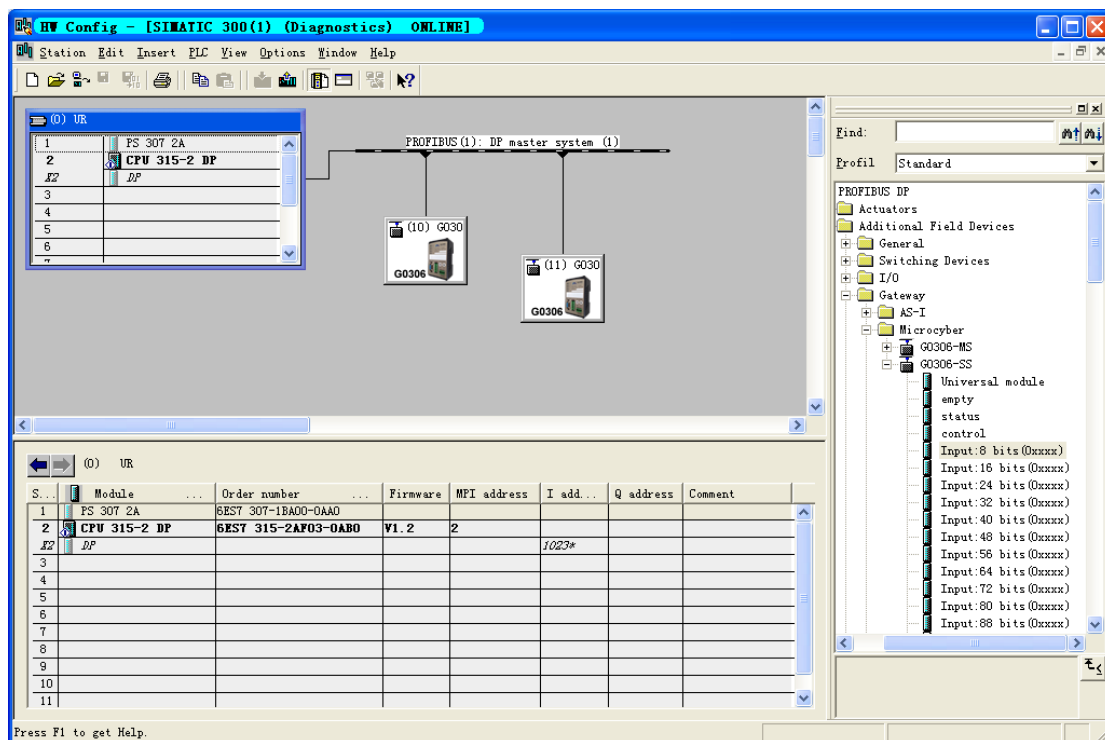 HW Config - [SIMATIC 300(1) (Diagnostics) ONLINE]
Station Edit Insert PLC View Options Window Help
(0) UR
1 PS 307 2A
2 CPU 315-2 DP
X2 DP
3
4
5
6
7
PROFIBUS(1): DP master system (1)
(10) G030
G0306
(11) G030
G0306
Find:
Profil Standard
PROFIBUS DP
Actuators
Additional Field Devices
General
Switching Devices
I/O
Gateway
AS-I
Microcyber
G0306-MS
G0306-SS
Universal module
empty
status
control
Input:8 bits(0xxxx)
Input:16 bits(0xxxx)
Input:24 bits(0xxxx)
Input:32 bits(0xxxx)
Input:40 bits(0xxxx)
Input:48 bits(0xxxx)
Input:56 bits(0xxxx)
Input:64 bits(0xxxx)
Input:72 bits(0xxxx)
Input:80 bits(0xxxx)
Input:88 bits(0xxxx)
(0) UR
S... Module ... Order number ... Firmware MPI address I add... Q address Comment
1 PS 307 2A 6ES7 307-1BA00-0AA0
2 CPU 315-2 DP 6ES7 315-2AF03-0AB0 V1.2 2
X2 DP 1023*
3
4
5
6
7
8
9
10
11
Press F1 to get Help.